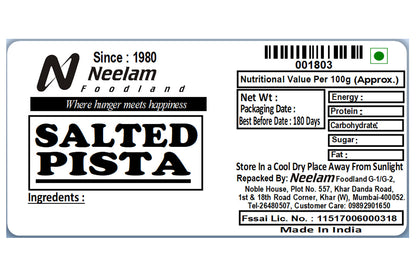 Since : 1980
Neelam
Foodland
Where hunger meets happiness
SALTED
PISTA
Ingredients :
001803
Nutritional Value Per 100g (Approx.)
Net Wt :
Packaging Date :
Best Before Date : 180 Days
Energy :
Protein :
Carbohydrate:
Sugar :
Fat :
Store In a Cool Dry Place Away From Sunlight
Repacked By: Neelam Foodland G-1/G-2,
Noble House, Plot No. 557, Khar Danda Road,
1st & 18th Road Corner, Khar (W), Mumbai-400052.
Tel-26480507, Customer Care: 09892901650
Fssai Lic. No. : 11517006000318
Made In India